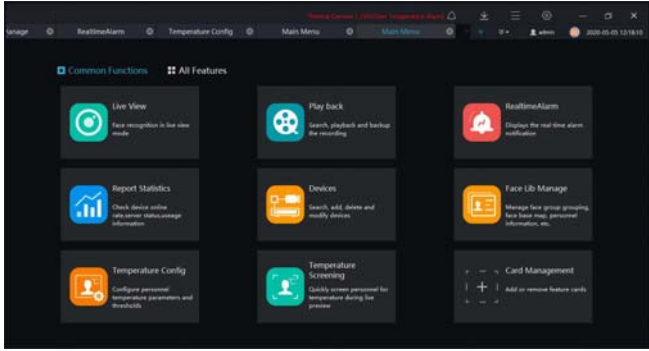 anage
RealtimeAlarm
Temperature Config
Main Menu
Main Menu
admin
2020-05-05 12:18:10
Common Functions
All Features
Live View
Face recognition in live view
mode
Play back
Search, playback and backup
the recording
RealtimeAlarm
Displays the real time alarm
notification
Report Statistics
Check device online
rate,server status,useage
information
Devices
Search, add, delete and
modify devices
Face Lib Manage
Manage face group grouping,
face base map, personnel
information, etc.
Temperature Config
Configure personnel
temperature parameters and
thresholds
Temperature
Screening
Quickly screen personnel for
temperature during live
preview
Card Management
Add or remove feature cards